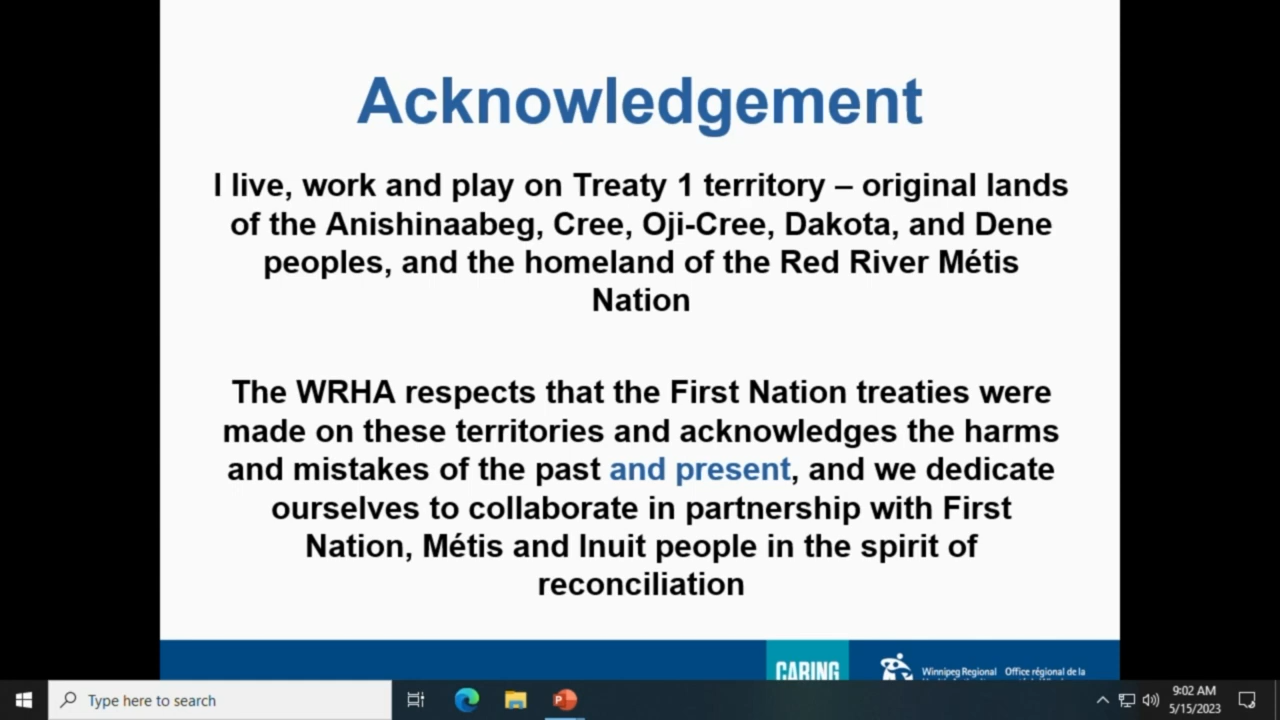 Acknowledgement
I live, work and play on Treaty 1 territory – original lands
of the Anishinaabeg, Cree, Oji-Cree, Dakota, and Dene
peoples, and the homeland of the Red River Métis
Nation
The WRHA respects that the First Nation treaties were
made on these territories and acknowledges the harms
and mistakes of the past and present, and we dedicate
ourselves to collaborate in partnership with First
Nation, Métis and Inuit people in the spirit of
reconciliation
CARING
Winnipeg Regional Office régional de la
Type here to search
9:02 AM
5/15/2023